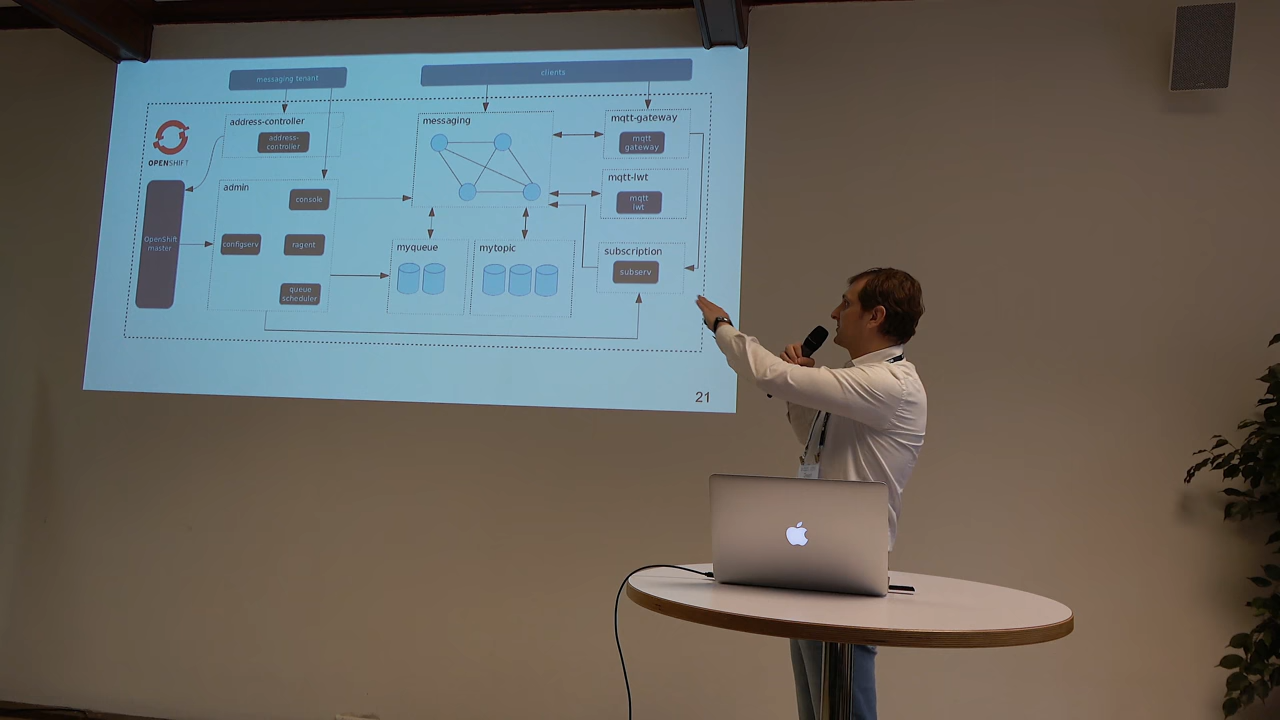 messaging tenant
clients
OPENSHIFT
address-controller
address-
controller
messaging
mqtt-gateway
mqtt
gateway
admin
console
mqtt-lwt
mqtt
lwt
OpenShift
master
configserv
ragent
myqueue
mytopic
subscription
subserv
queue
scheduler
21